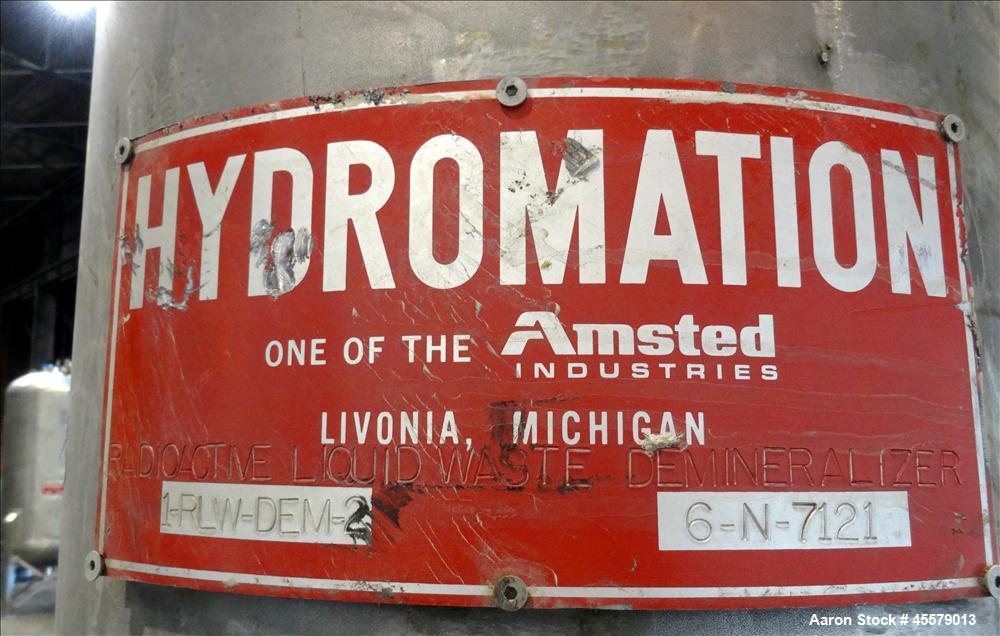 HYDROMATION
ONE OF THE Amsted
INDUSTRIES
LIVONIA, MICHIGAN
RADIOACTIVE LIQUID WASTE DEMINERALIZER
1-RLW-DEM-2 6-N-7121
Aaron Stock # 45579013